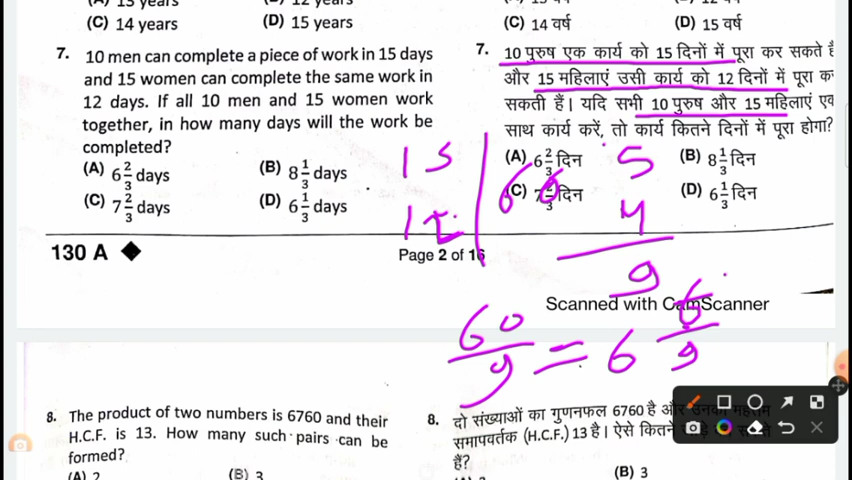 (C) 14 years
(D) 15 years
7. 10 men can complete a piece of work in 15 days
and 15 women can complete the same work in
12 days. If all 10 men and 15 women work
together, in how many days will the work be
completed?
(A) 6 2/3 days
(B) 8 1/3 days
(C) 7 2/3 days
(D) 6 1/3 days
(C) 14 वर्ष
(D) 15 वर्ष
7. 10 पुरुष एक कार्य को 15 दिनों में पूरा कर सकते
और 15 महिलाएं उसी कार्य को 12 दिनों में पूरा
सकती हैं। यदि सभी 10 पुरुष और 15 महिलाएं
साथ कार्य करें, तो कार्य कितने दिनों में पूरा होगा?
(A) 6 2/3 दिन
(B) 8 1/3 दिन
(C) दिन
(D) 6 1/3 दिन
15
12
60
5
4
9
60/9 = 6 6/9
130 A ◆
Page 2 of 16
Scanned with CamScanner
8. The product of two numbers is 6760 and their
H.C.F. is 13. How many such pairs can be
formed?
(A) 2
(B) 3
8. दो संख्याओं का गुणनफल 6760 है
समापवर्तक (H.C.F.) 13 है। ऐसे कितने
हैं?
(B) 3